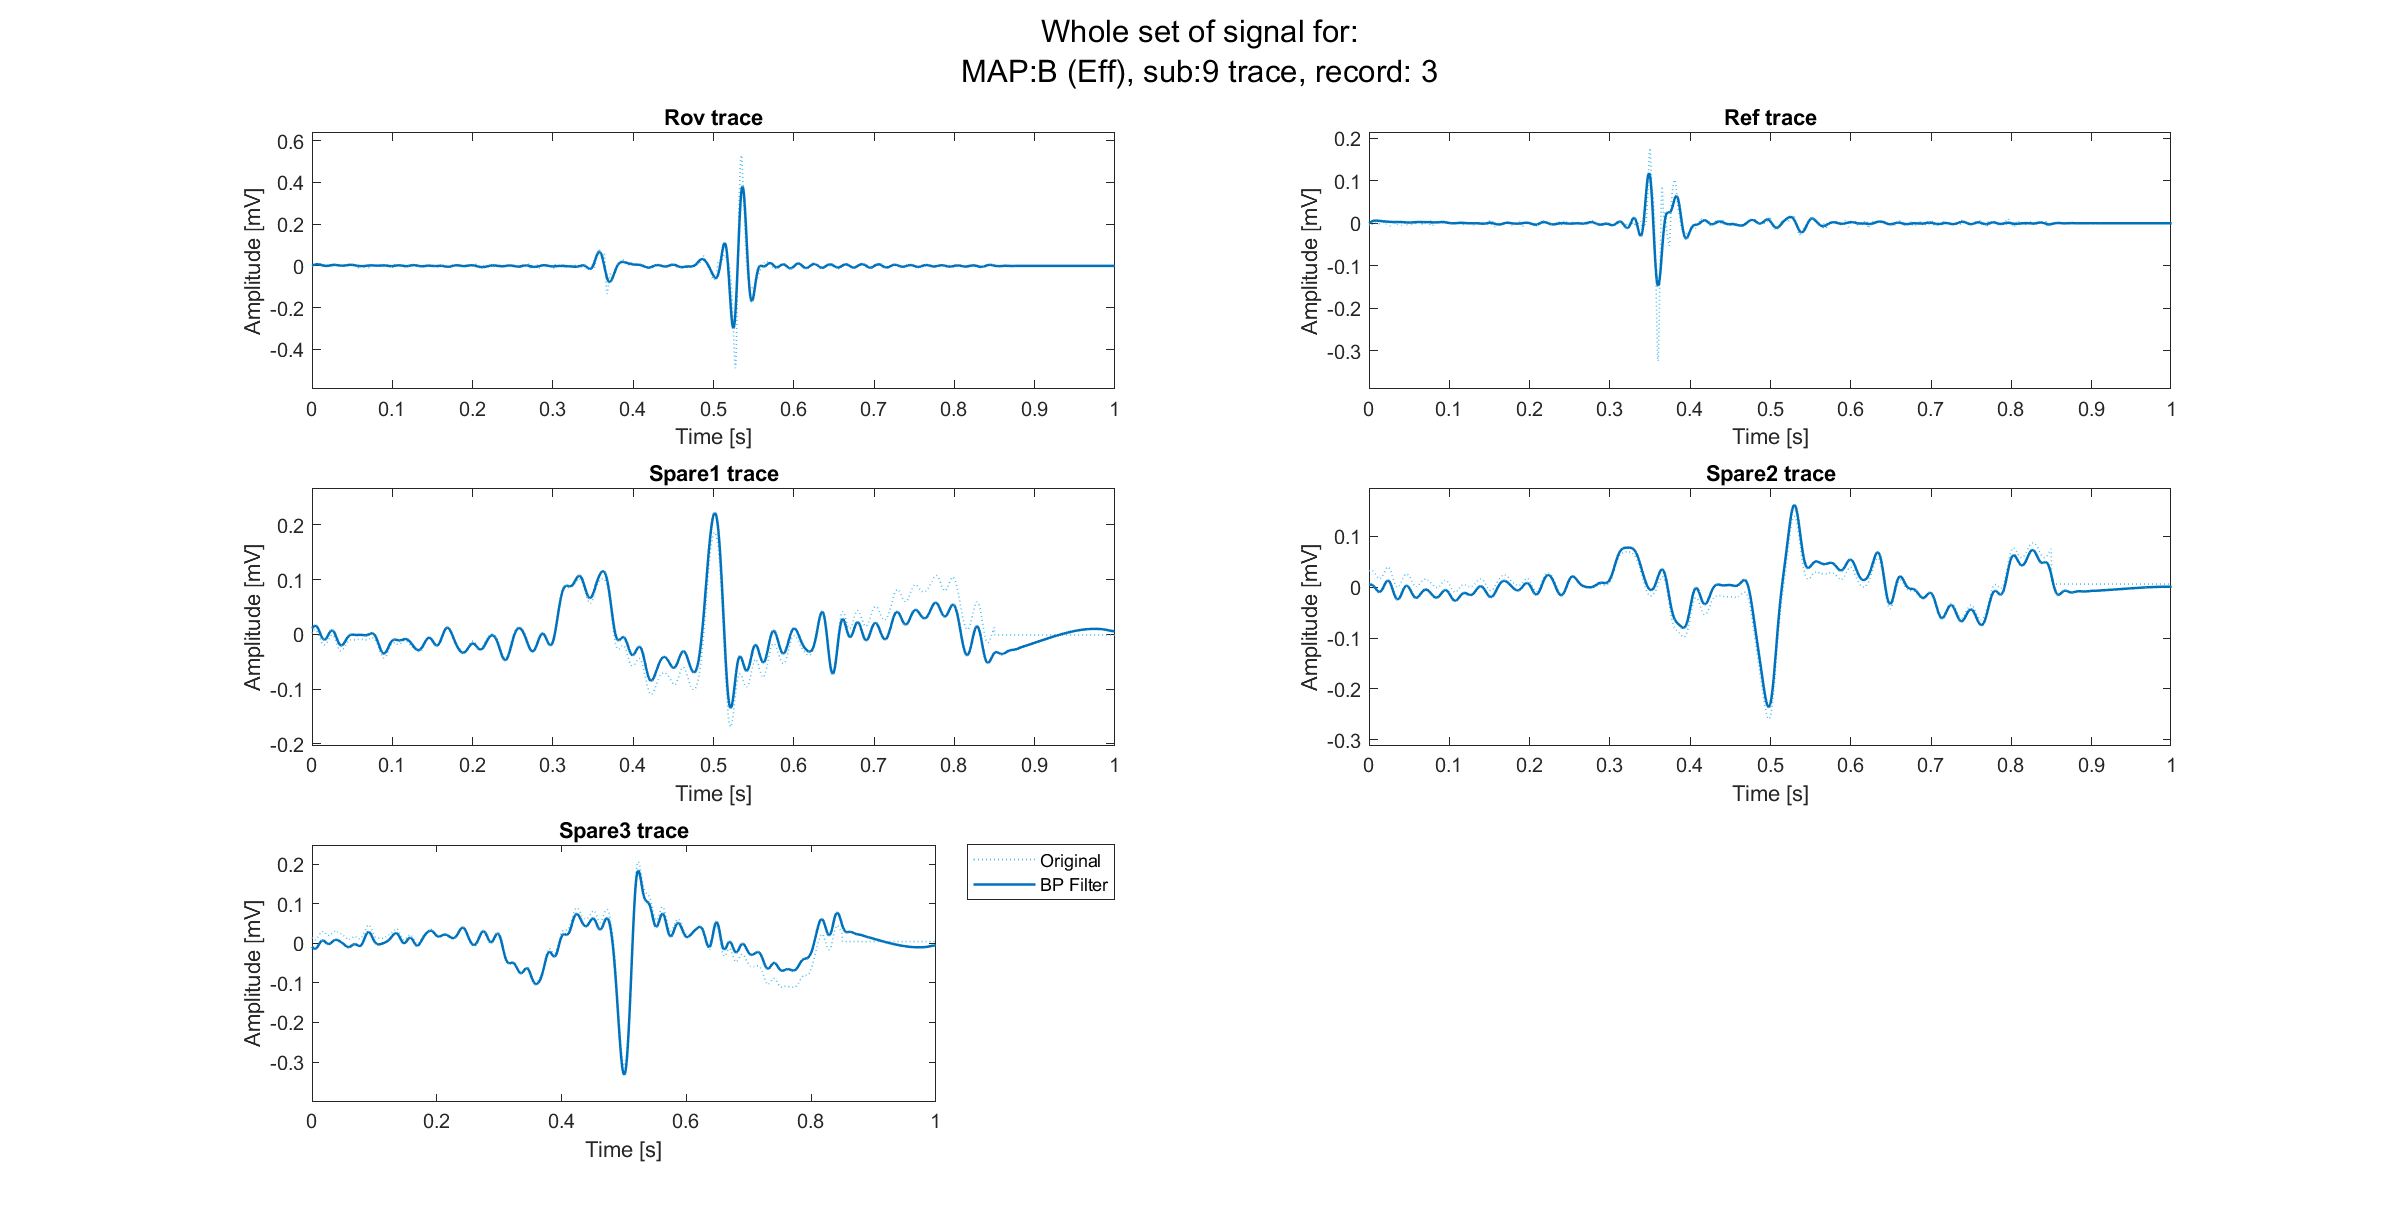 Whole set of signal for:
MAP:B (Eff), sub:9 trace, record: 3
Rov trace
0.6
0.4
0.2
0
-0.2
-0.4
Amplitude [mV]
0 0.1 0.2 0.3 0.4 0.5 0.6 0.7 0.8 0.9 1
Time [s]
Ref trace
0.2
0.1
0
-0.1
-0.2
-0.3
Amplitude [mV]
0 0.1 0.2 0.3 0.4 0.5 0.6 0.7 0.8 0.9 1
Time [s]
Spare1 trace
0.2
0.1
0
-0.1
-0.2
Amplitude [mV]
0 0.1 0.2 0.3 0.4 0.5 0.6 0.7 0.8 0.9 1
Time [s]
Spare2 trace
0.1
0
-0.1
-0.2
-0.3
Amplitude [mV]
0 0.1 0.2 0.3 0.4 0.5 0.6 0.7 0.8 0.9 1
Time [s]
Spare3 trace
0.2
0.1
0
-0.1
-0.2
-0.3
Amplitude [mV]
0 0.2 0.4 0.6 0.8 1
Time [s]
Original
BP Filter